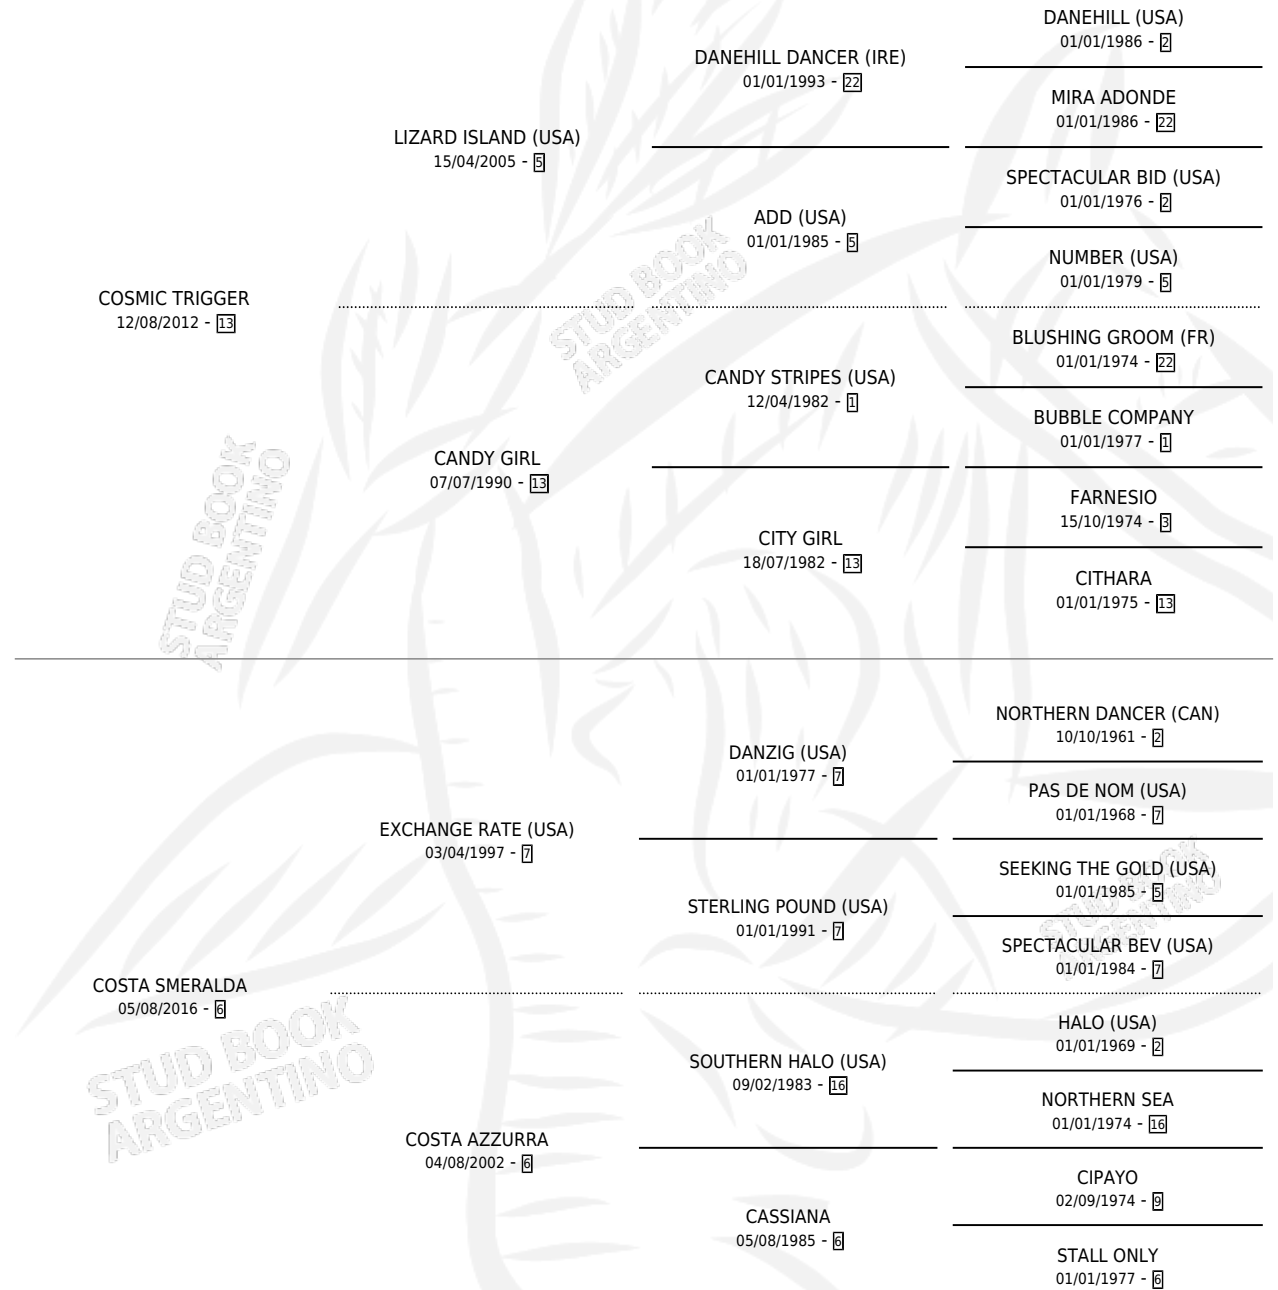 DANEHILL (USA)
01/01/1986 - 2
DANEHILL DANCER (IRE)
01/01/1993 - 22
MIRA ADONDE
01/01/1986 - 22
LIZARD ISLAND (USA)
15/04/2005 - 5
SPECTACULAR BID (USA)
01/01/1976 - 2
ADD (USA)
01/01/1985 - 5
NUMBER (USA)
01/01/1979 - 5
COSMIC TRIGGER
12/08/2012 - 13
STUD BOOK
ARGENTINO
BLUSHING GROOM (FR)
01/01/1974 - 22
CANDY STRIPES (USA)
12/04/1982 - 1
BUBBLE COMPANY
01/01/1977 - 1
CANDY GIRL
07/07/1990 - 13
FARNESIO
15/10/1974 - 3
CITY GIRL
18/07/1982 - 13
CITHARA
01/01/1975 - 13
STUD BOOK
ARGENTINO
NORTHERN DANCER (CAN)
10/10/1961 - 2
DANZIG (USA)
01/01/1977 - 7
PAS DE NOM (USA)
01/01/1968 - 7
EXCHANGE RATE (USA)
03/04/1997 - 7
SEEKING THE GOLD (USA)
01/01/1985 - 5
STERLING POUND (USA)
01/01/1991 - 7
SPECTACULAR BEV (USA)
01/01/1984 - 7
STUD BOOK
ARGENTINO
COSTA SMERALDA
05/08/2016 - 6
HALO (USA)
01/01/1969 - 2
SOUTHERN HALO (USA)
09/02/1983 - 16
NORTHERN SEA
01/01/1974 - 16
COSTA AZZURRA
04/08/2002 - 6
CIPAYO
02/09/1974 - 9
CASSIANA
05/08/1985 - 6
STALL ONLY
01/01/1977 - 6
STUD BOOK
ARGENTINO